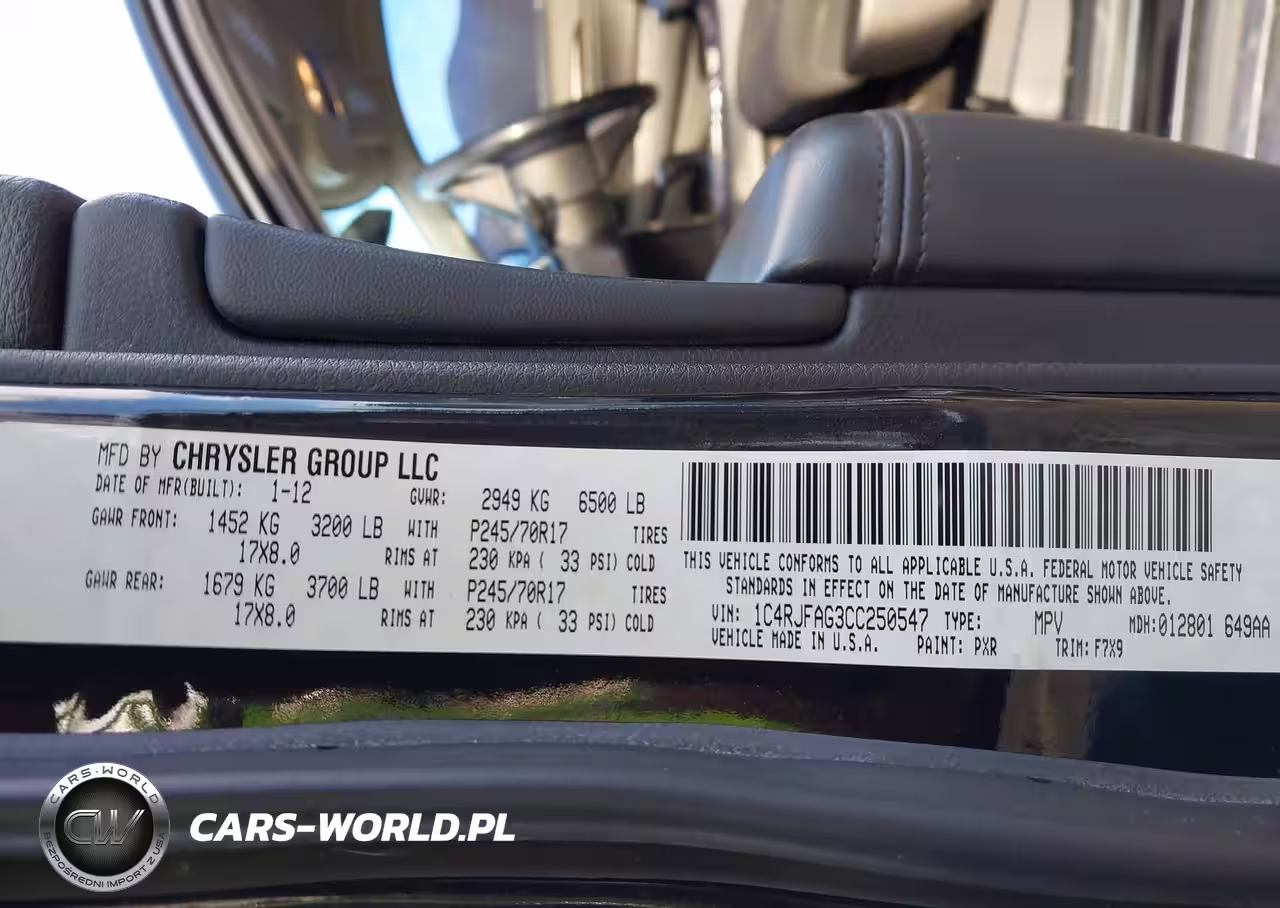 MFD BY CHRYSLER GROUP LLC
DATE OF MFR(BUILT): 1-12 GVWR: 2949 KG 6500 LB
GAWR FRONT: 1452 KG 3200 LB WITH P245/70R17 TIRES
17X8.0 RIMS AT 230 KPA ( 33 PSI) COLD
GAWR REAR: 1679 KG 3700 LB WITH P245/70R17 TIRES
17X8.0 RIMS AT 230 KPA ( 33 PSI) COLD
THIS VEHICLE CONFORMS TO ALL APPLICABLE U.S.A. FEDERAL MOTOR VEHICLE SAFETY
STANDARDS IN EFFECT ON THE DATE OF MANUFACTURE SHOWN ABOVE.
VIN: 1C4RJFAG3CC250547 TYPE: MPV MDH:012801 649AA
VEHICLE MADE IN U.S.A. PAINT: PXR TRIM: F7X9
CARS-WORLD
CW
BEZPOŚREDNI IMPORT Z USA
CARS-WORLD.PL